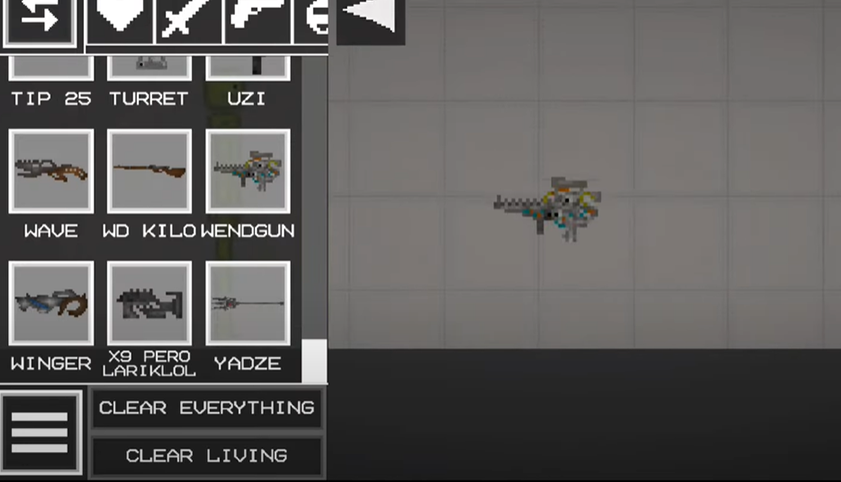 TIP 25 TURRET UZI
WAVE WD KILO WENDGUN
WINGER X9 PERO LARIKLOL YADZE
CLEAR EVERYTHING
CLEAR LIVING